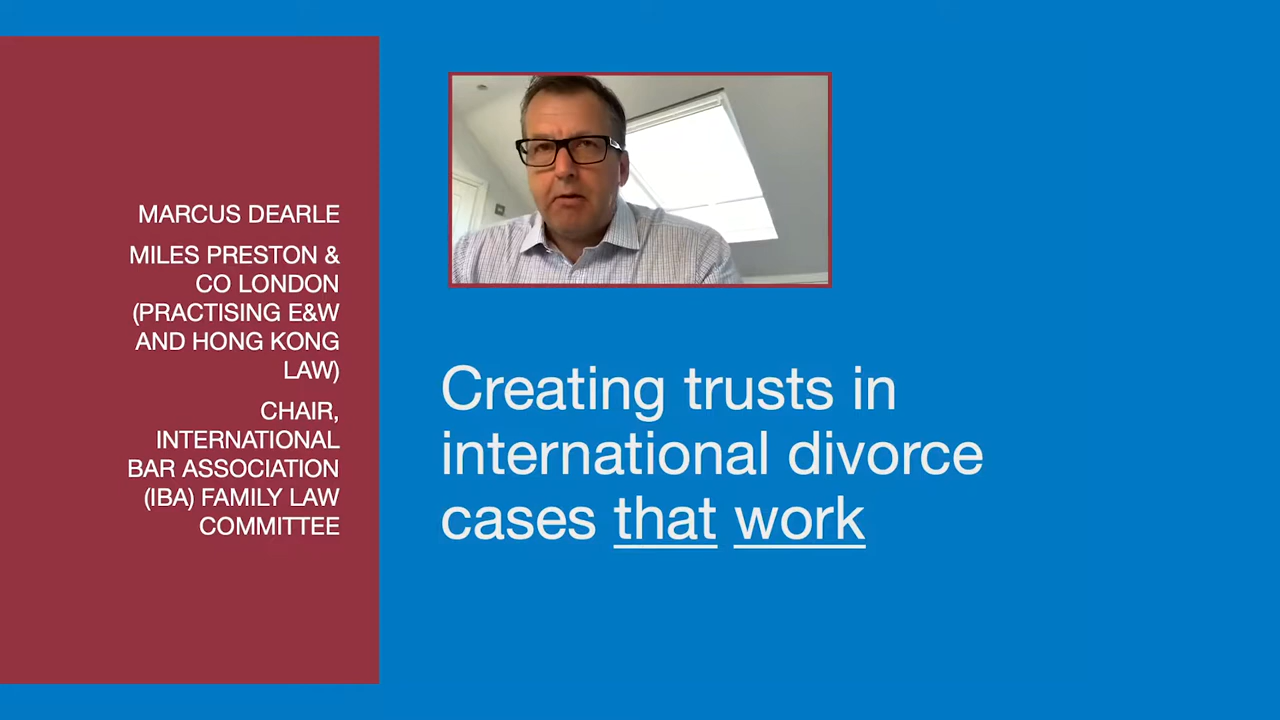 MARCUS DEARLE
MILES PRESTON &
CO LONDON
(PRACTISING E&W
AND HONG KONG
LAW)
CHAIR,
INTERNATIONAL
BAR ASSOCIATION
(IBA) FAMILY LAW
COMMITTEE
Creating trusts in
international divorce
cases that work